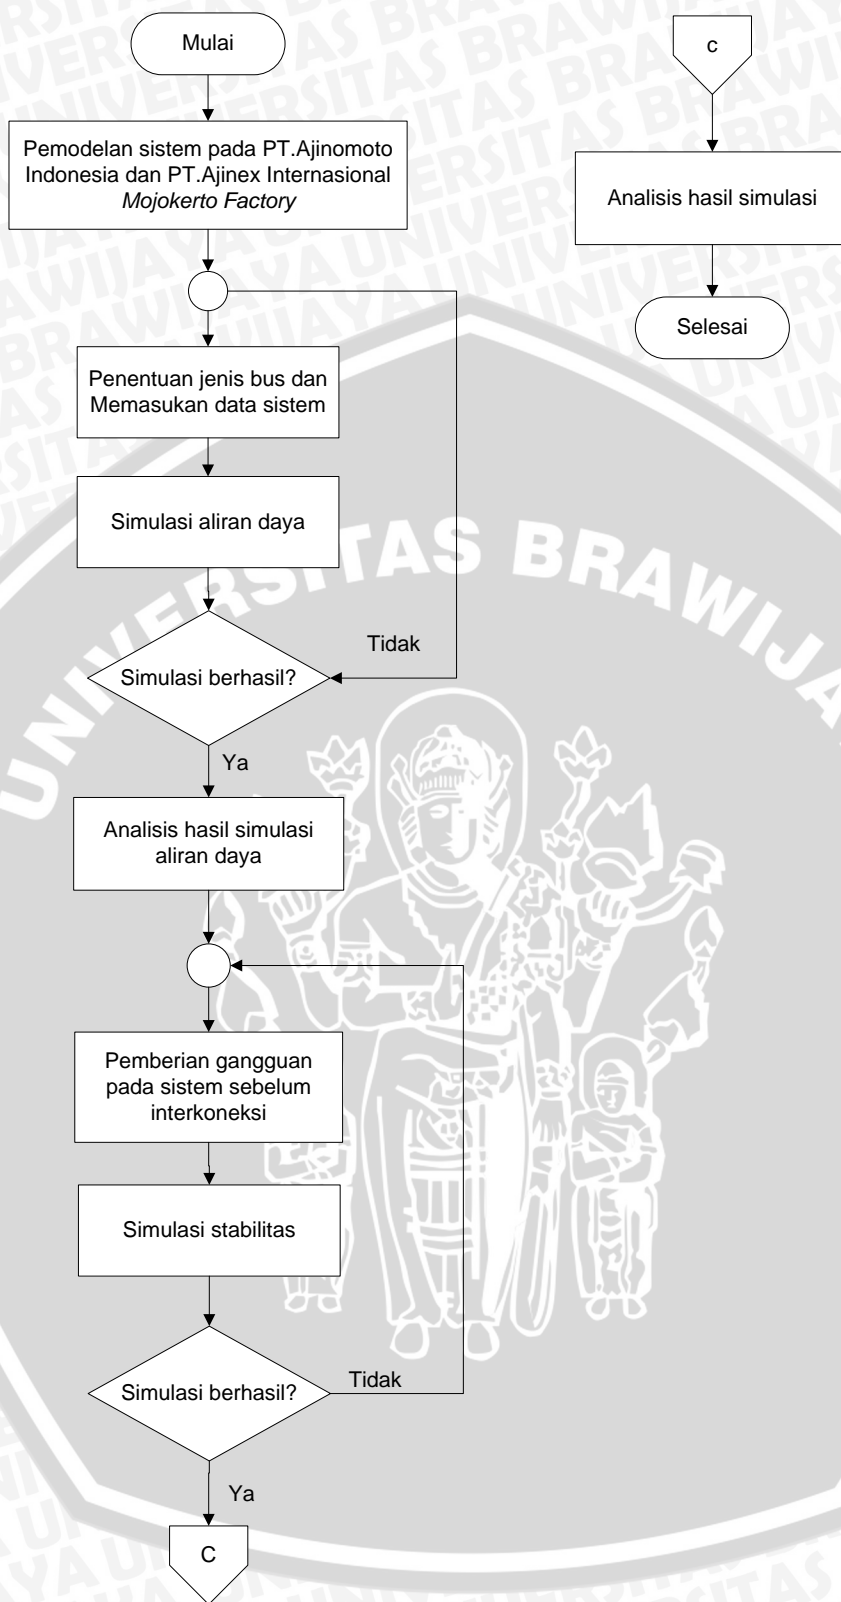 Mulai
Pemodelan sistem pada PT.Ajinomoto
Indonesia dan PT.Ajinex Internasional
Mojokerto Factory
Penentuan jenis bus dan
Memasukan data sistem
Simulasi aliran daya
Simulasi berhasil?
Tidak
Ya
Analisis hasil simulasi
aliran daya
Pemberian gangguan
pada sistem sebelum
interkoneksi
Simulasi stabilitas
Simulasi berhasil?
Tidak
Ya
C
c
Analisis hasil simulasi
Selesai
UNIVERSITAS BRAWIJA